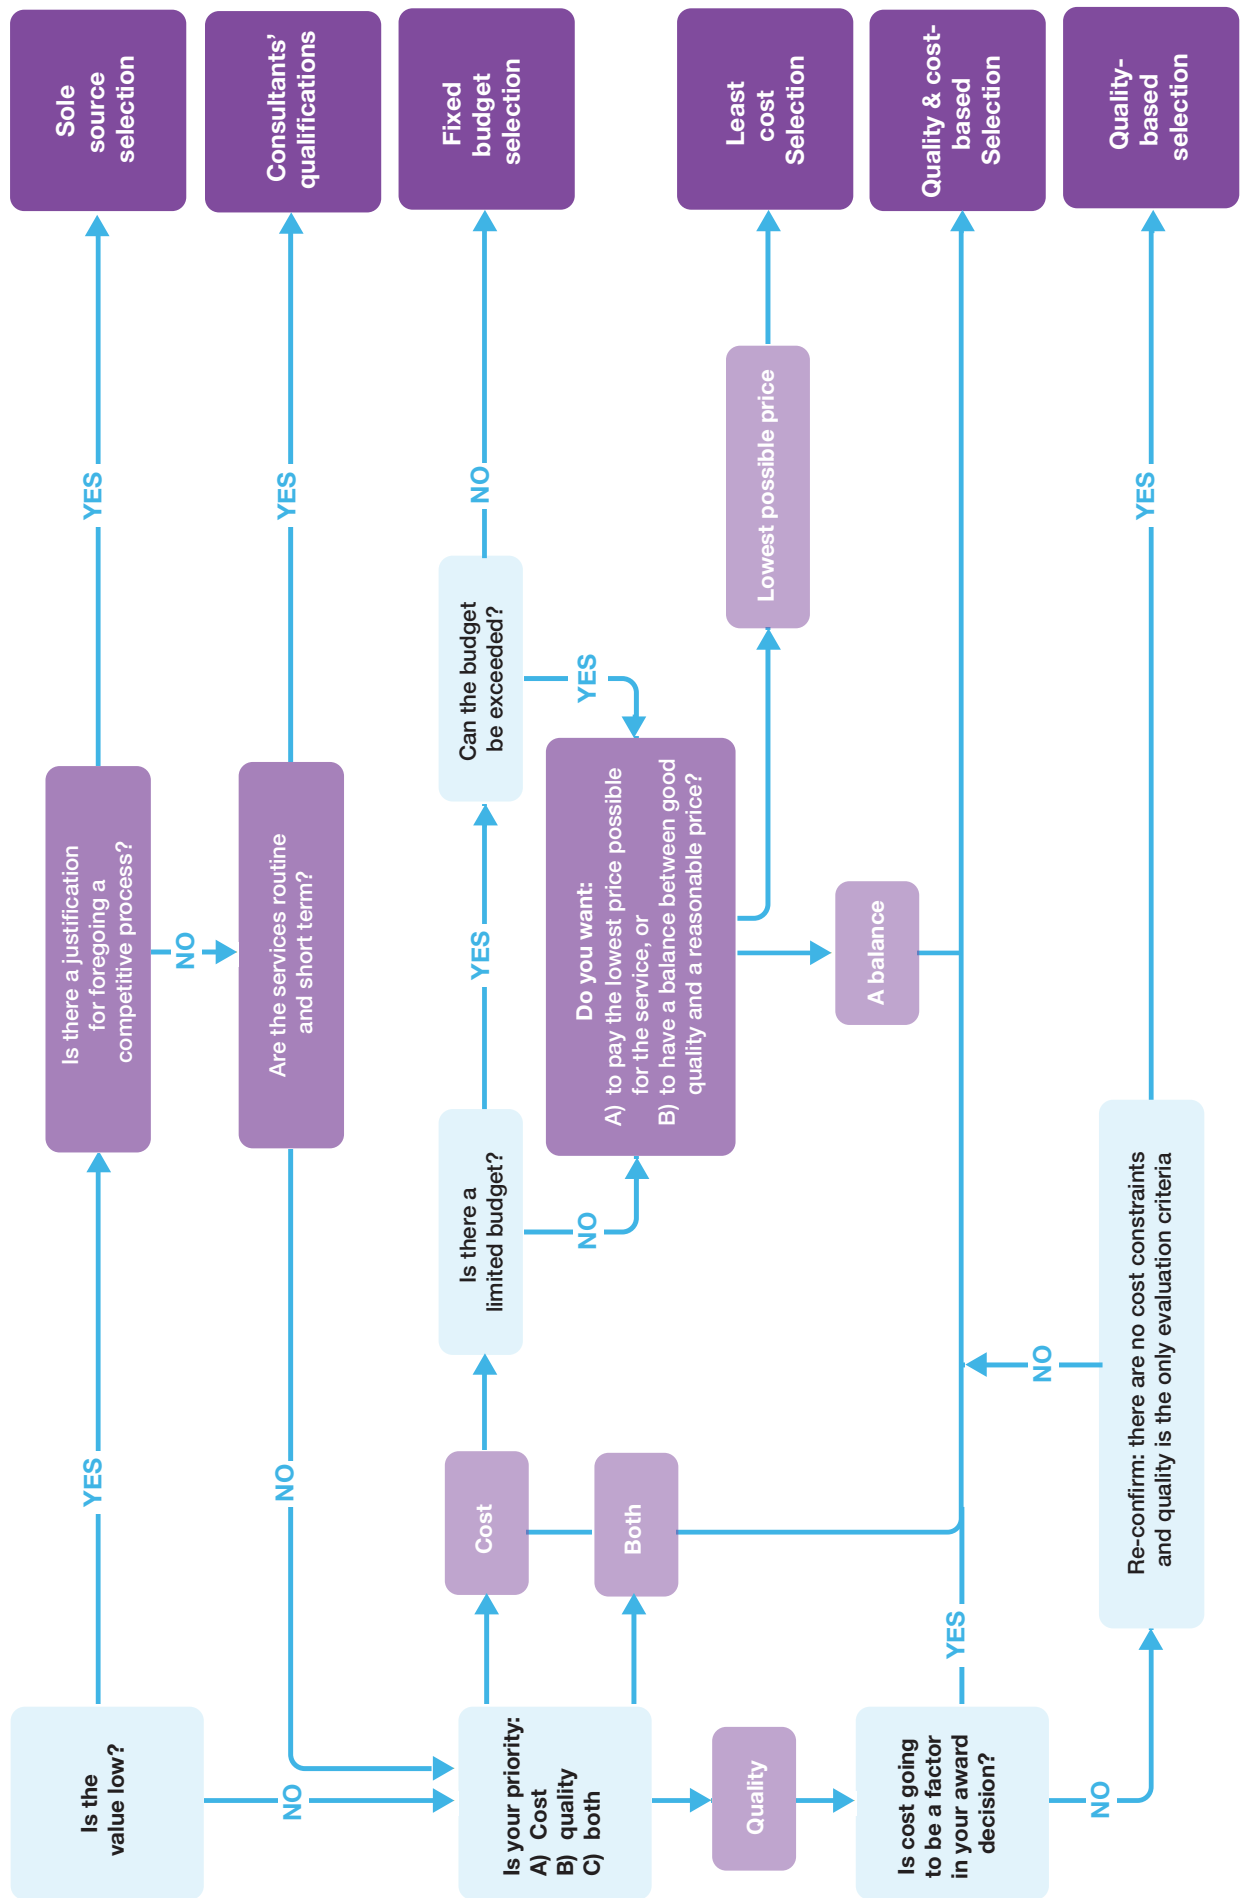 Is the
value low?
YES
NO
Is there a justification
for foregoing a
competitive process?
YES
NO
Sole
source
selection
Are the services routine
and short term?
YES
NO
Consultants’
qualifications
Is your priority:
A) Cost
B) quality
C) both
Cost
Both
Quality
Is there a
limited budget?
YES
NO
Can the budget
be exceeded?
NO
YES
Fixed
budget
selection
Do you want:
A) to pay the lowest price possible
for the service, or
B) to have a balance between good
quality and a reasonable price?
Lowest possible price
Least
cost
Selection
A balance
Is cost going
to be a factor
in your award
decision?
YES
NO
Quality & cost-
based
Selection
Re-confirm: there are no cost constraints
and quality is the only evaluation criteria
NO
YES
Quality-
based
selection